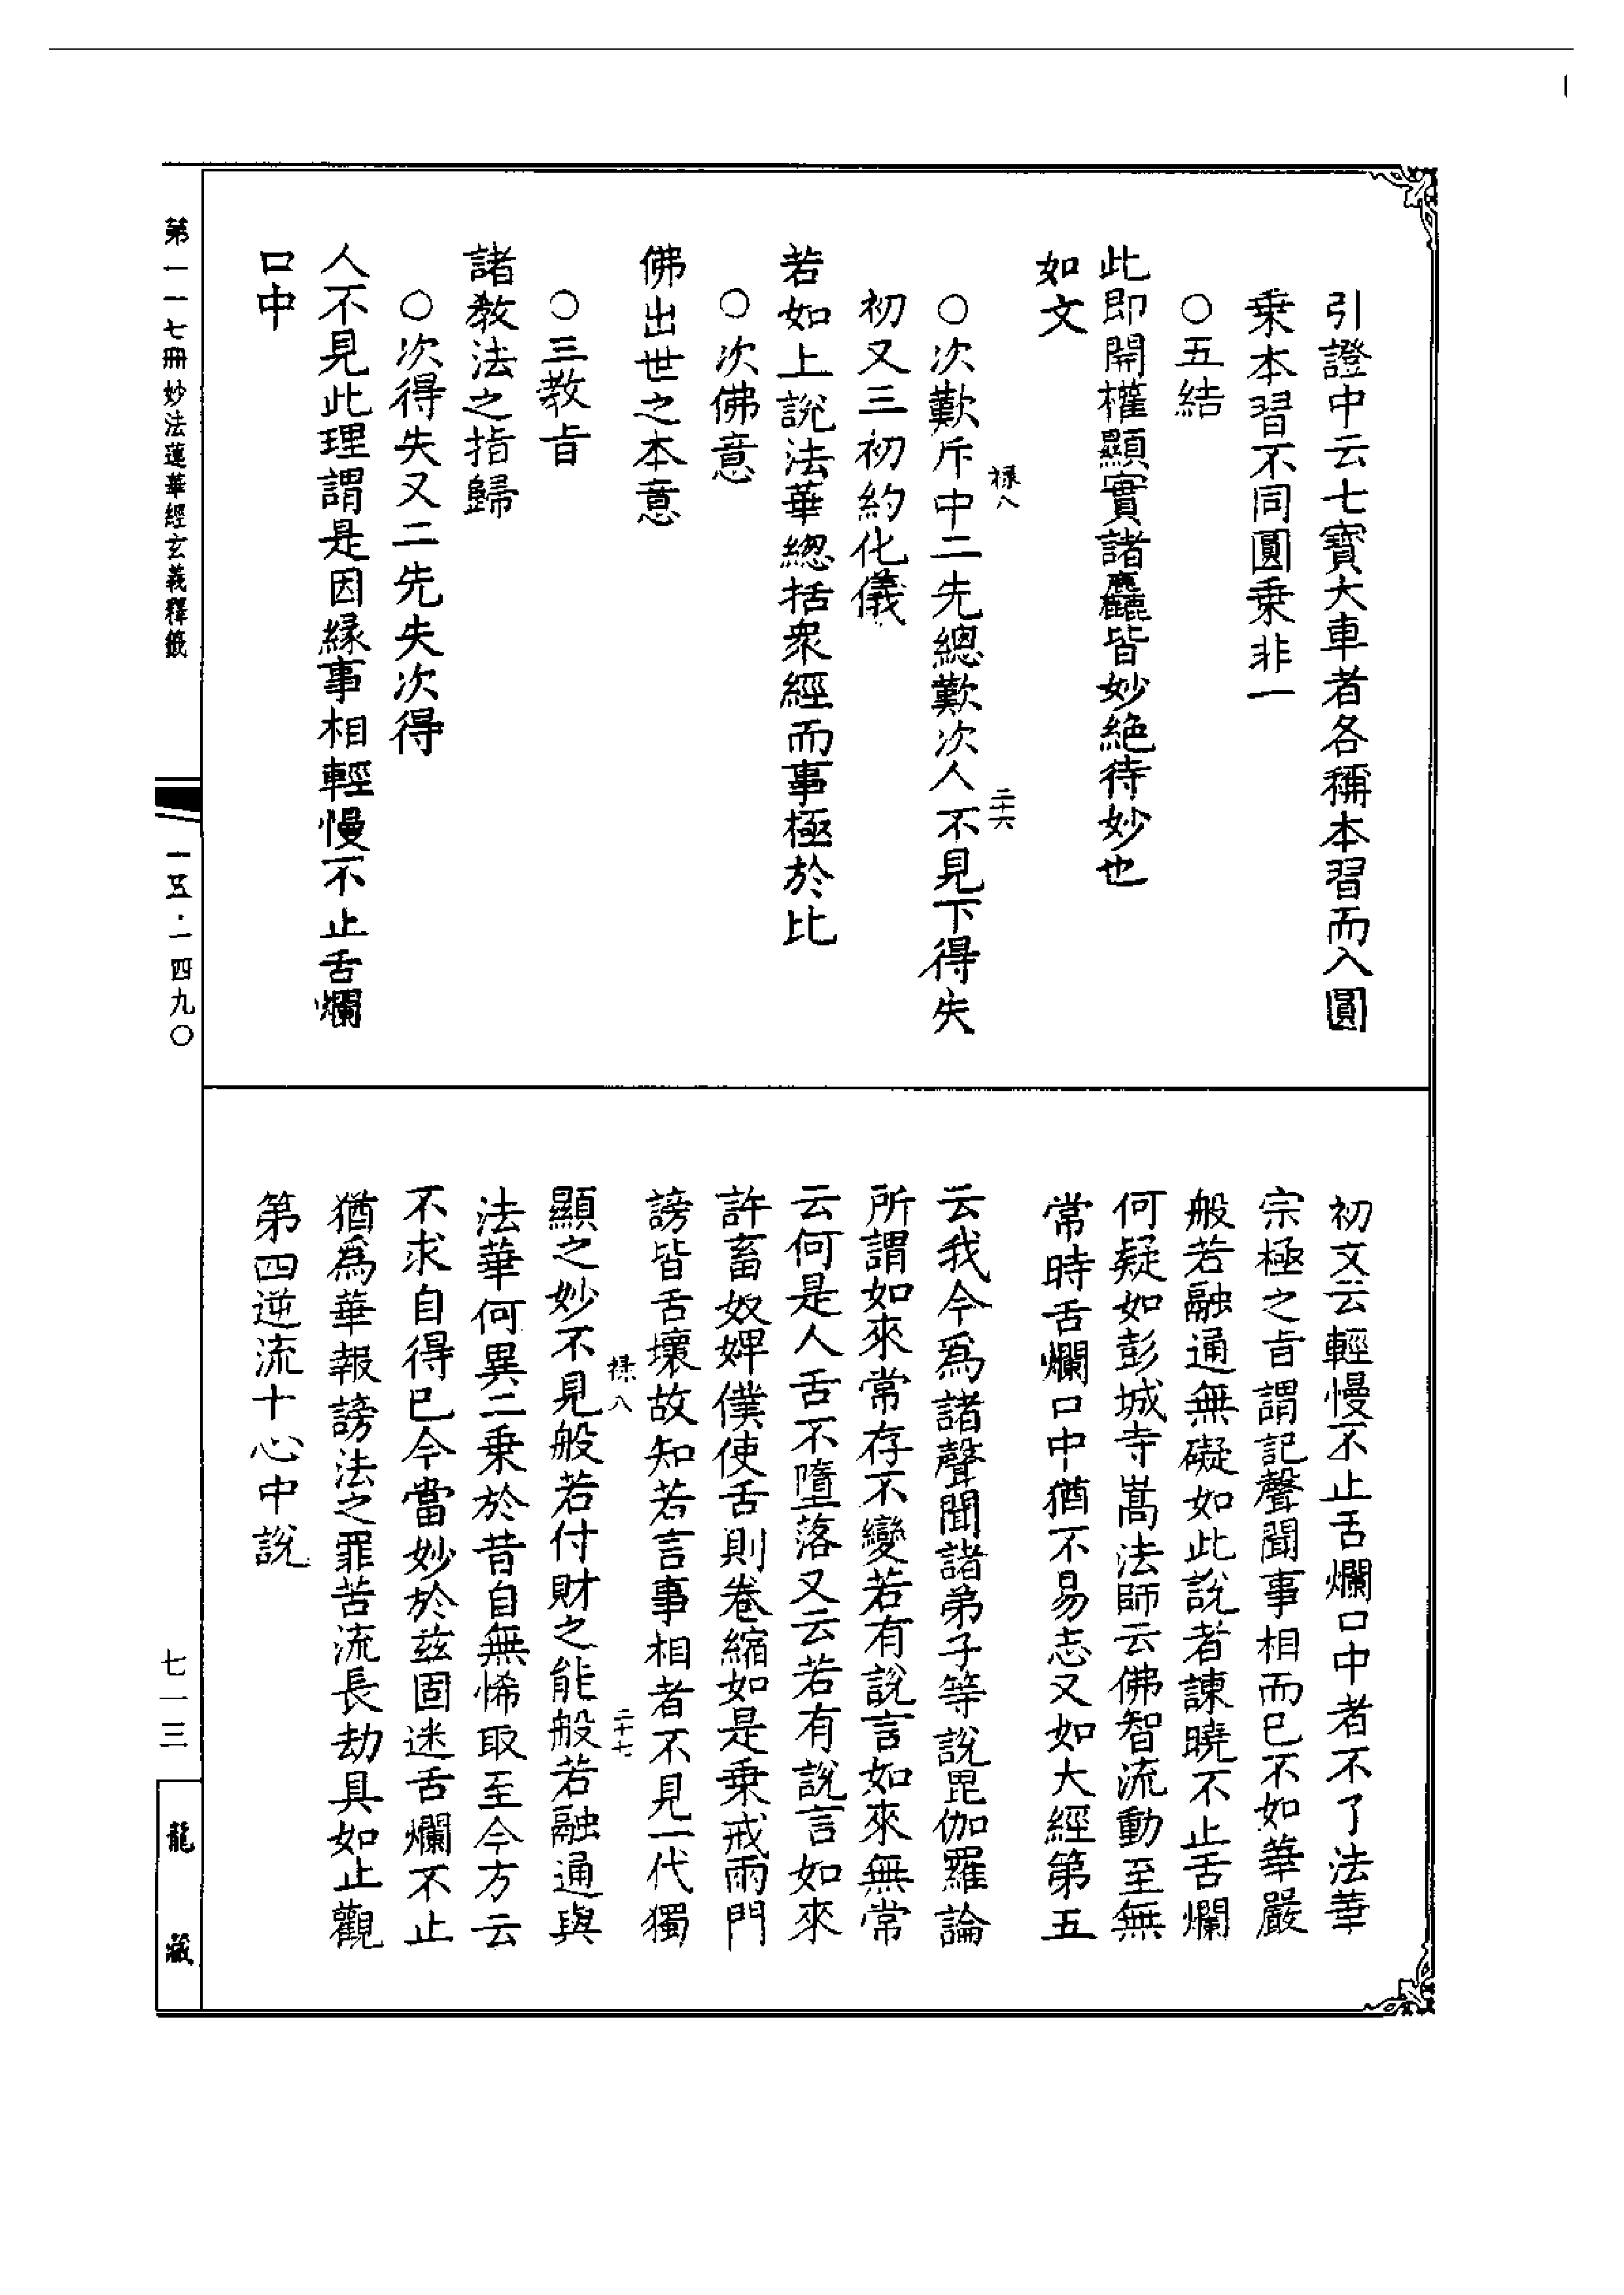 引證中云七寶大車者各稱本習而入圓
乗本習不同圓乗非一
○五結
此即開權顯實諸麤皆妙絶待妙也
如文
祿八
二十六
○次歎斥中二先總歎次人不見下得失
初又三初約化儀
若如上說法華緫括衆經而事極於比
○次佛意
佛出世之本意
○三教旨
諸教法之指歸
○次得失又二先失次得
人不見此理謂是因緣事相輕慢不止舌爛
口中
初文云輕慢不止舌爛口中者不了法華
宗極之旨謂記聲聞事相而已不如華嚴
般若融通無礙如此說者諫曉不止舌爛
何疑如彭城寺嵩法師云佛智流動至無
常時舌爛口中猶不易志又如大經第五
云我今爲諸聲聞諸弟子等說毘伽羅論
所謂如來常存不變若有說言如來無常
云何是人舌不墮落又云若有說言如來
許畜奴婢僕使舌則卷縮如是乗戒兩門
謗皆舌壞故知若言事相者不見一代獨
祿八
二十七
顯之妙不見般若付財之能般若融通與
法華何異二乗於昔自無悕取至今方云
不求自得已今當妙於茲固迷舌爛不止
猶爲華報謗法之罪苦流長劫具如止觀
第四逆流十心中說
第一一七冊 妙法蓮華經玄義釋籤
一五·一四九〇
七一三
龍藏